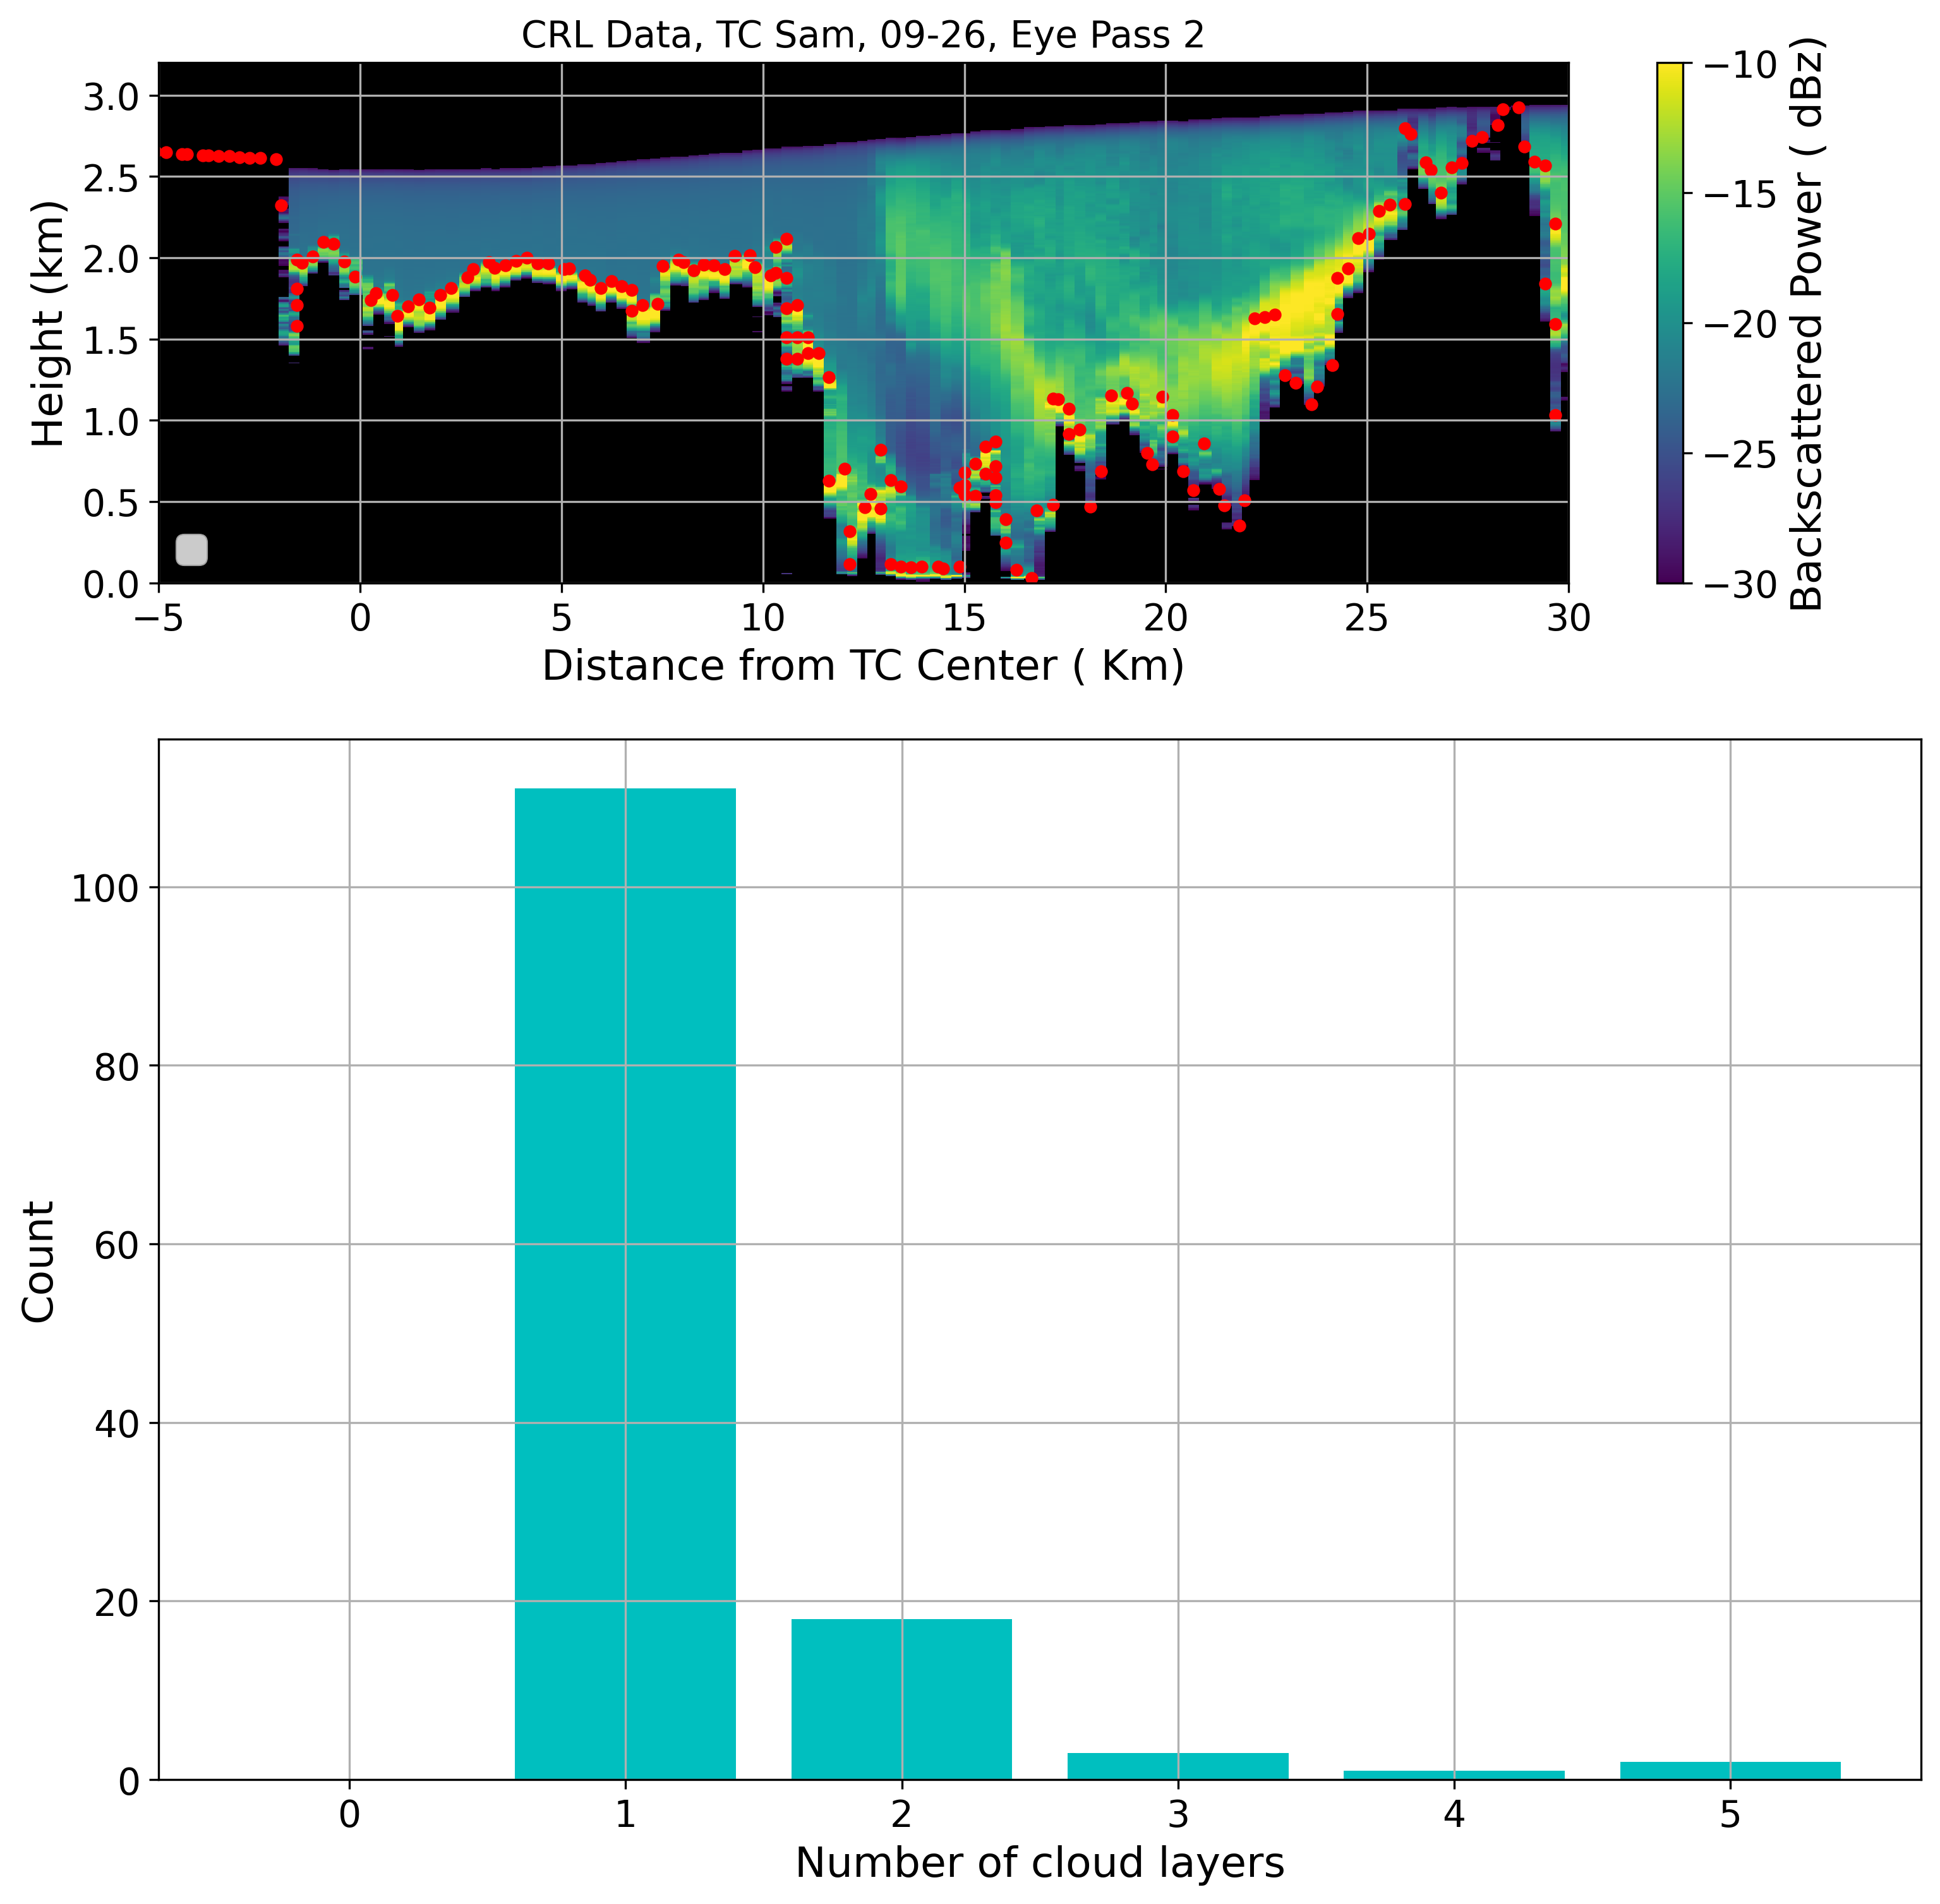 CRL Data, TC Sam, 09-26, Eye Pass 2
Height (km)
3.0
2.5
2.0
1.5
1.0
0.5
0.0
−5 0 5 10 15 20 25 30
Distance from TC Center ( Km)
−10
−15
−20
−25
−30
Backscattered Power ( dBz)
Count
100
80
60
40
20
0
0 1 2 3 4 5
Number of cloud layers